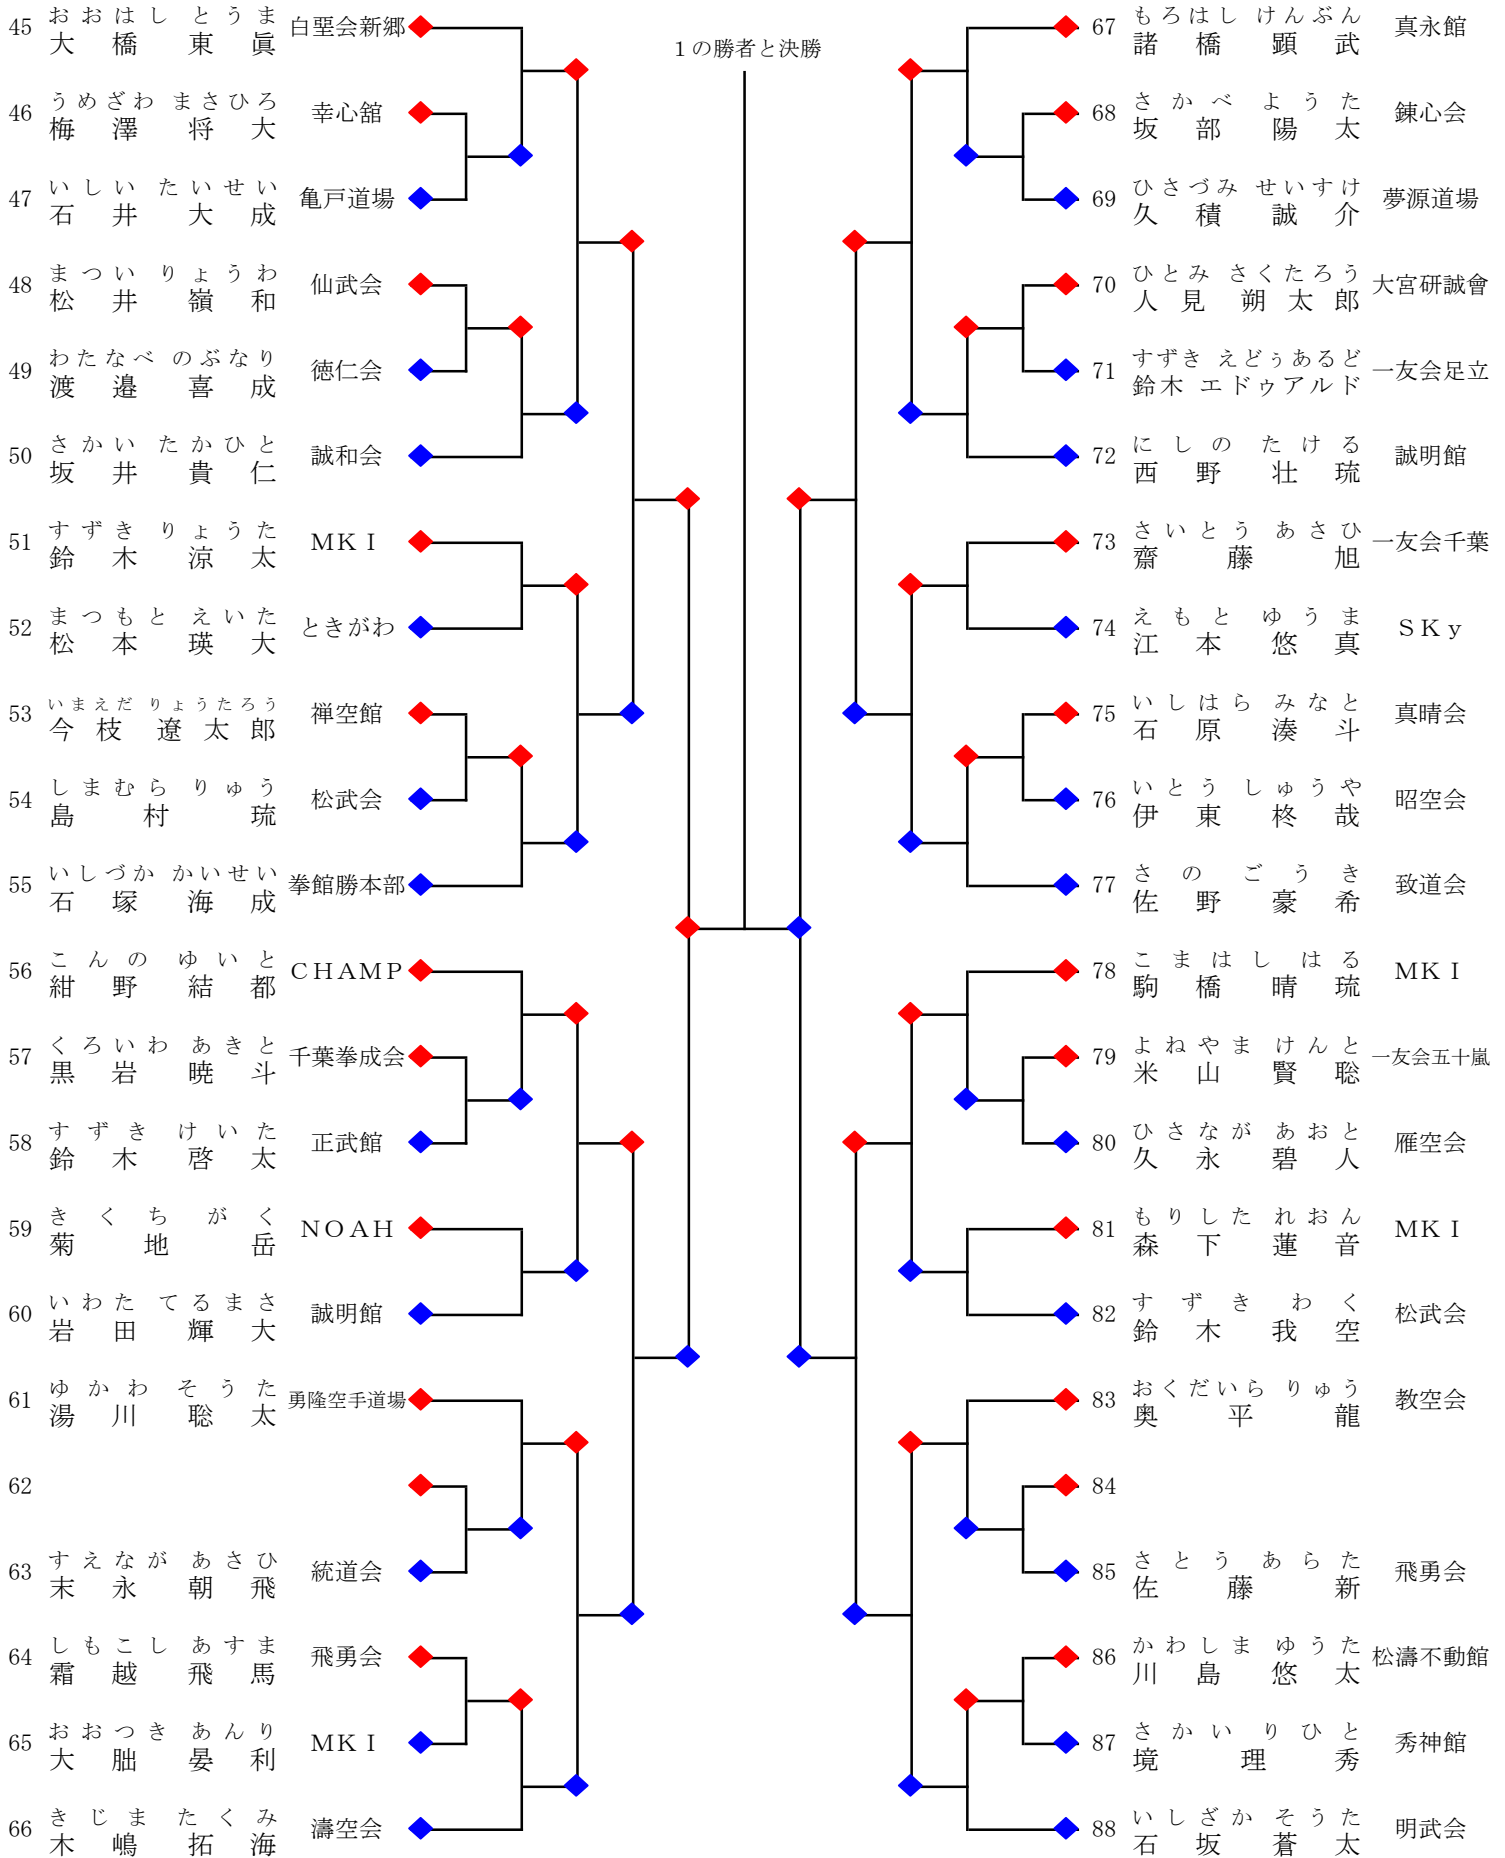 １の勝者と決勝
おおはし とうま
45 大橋東眞 白堊会新郷
うめざわ まさひろ
46 梅澤将大 幸心舘
いしい たいせい
47 石井大成 亀戸道場
まつい りょうわ
48 松井嶺和 仙武会
わたなべ のぶなり
49 渡邉喜成 徳仁会
さかい たかひと
50 坂井貴仁 誠和会
すずき りょうた
51 鈴木涼太 ＭＫＩ
まつもと えいた
52 松本瑛大 ときがわ
いまえだ りょうたろう
53 今枝遼太郎 禅空館
しまむら りゅう
54 島村琉 松武会
いしづか かいせい
55 石塚海成 拳館勝本部
こんの ゆいと
56 紺野結都 ＣＨＡＭＰ
くろいわ あきと
57 黒岩暁斗 千葉拳成会
すずき けいた
58 鈴木啓太 正武館
きくち がく
59 菊地岳 ＮＯＡＨ
いわた てるまさ
60 岩田輝大 誠明館
ゆかわ そうた
61 湯川聡太 勇隆空手道場
62
すえなが あさひ
63 末永朝飛 統道会
しもこし あすま
64 霜越飛馬 飛勇会
おおつき あんり
65 大朏晏利 ＭＫＩ
きじま たくみ
66 木嶋拓海 濤空会
もろはし けんぶん
67 諸橋顕武 真永館
さかべ ようた
68 坂部陽太 錬心会
ひさづみ せいすけ
69 久積誠介 夢源道場
ひとみ さくたろう
70 人見朔太郎 大宮研誠會
すずき えどぅあるど
71 鈴木 エドゥアルド 一友会足立
にしの たける
72 西野壮琉 誠明館
さいとう あさひ
73 齋藤旭 一友会千葉
えもと ゆうま
74 江本悠真 ＳＫｙ
いしはら みなと
75 石原湊斗 真晴会
いとう しゅうや
76 伊東柊哉 昭空会
さの ごうき
77 佐野豪希 致道会
こまはし はる
78 駒橋晴琉 ＭＫＩ
よねやま けんと
79 米山賢聡 一友会五十嵐
ひさなが あおと
80 久永碧人 雁空会
もりした れおん
81 森下蓮音 ＭＫＩ
すずき わく
82 鈴木我空 松武会
おくだいら りゅう
83 奥平龍 教空会
84
さとう あらた
85 佐藤新 飛勇会
かわしま ゆうた
86 川島悠太 松濤不動館
さかい りひと
87 境理秀 秀神館
いしざか そうた
88 石坂蒼太 明武会